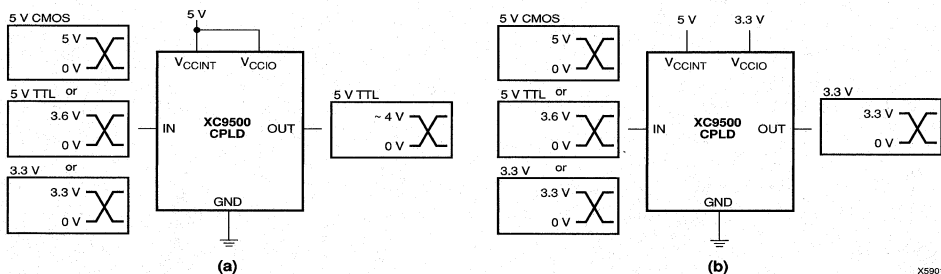 5 V CMOS
5 V
0 V
or
5 V TTL
3.6 V
0 V
or
3.3 V
3.3 V
0 V
5 V
VCCINT VCCIO
IN XC9500 CPLD OUT
GND
5 V TTL
~ 4 V
0 V
(a)
5 V CMOS
5 V
0 V
or
5 V TTL
3.6 V
0 V
or
3.3 V
3.3 V
0 V
5 V 3.3 V
VCCINT VCCIO
IN XC9500 CPLD OUT
GND
3.3 V
3.3 V
0 V
(b)